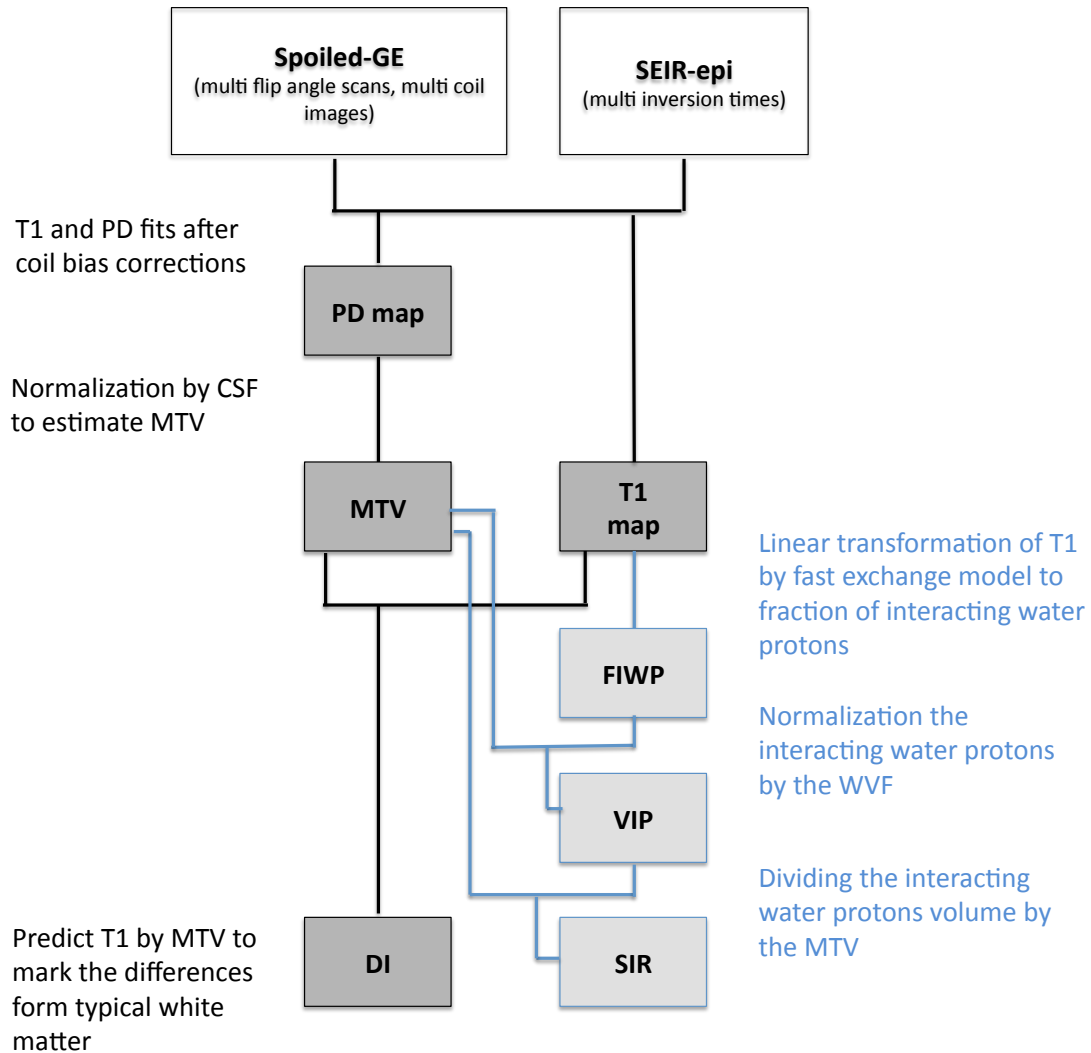 Spoiled-GE
(multi flip angle scans, multi coil
images)
SEIR-epi
(multi inversion times)
T1 and PD fits after
coil bias corrections
PD map
Normalization by CSF
to estimate MTV
MTV
T1
map
Linear transformation of T1
by fast exchange model to
fraction of interacting water
protons
FIWP
Normalization the
interacting water protons
by the WVF
VIP
Dividing the interacting
water protons volume by
the MTV
Predict T1 by MTV to
mark the differences
form typical white
matter
DI
SIR